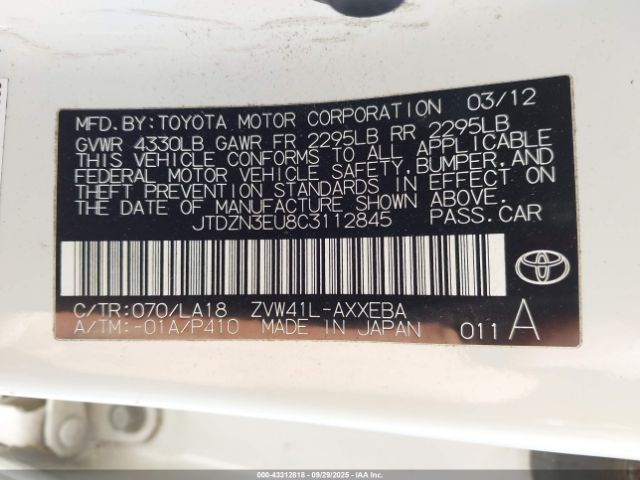 MFD. BY: TOYOTA MOTOR CORPORATION 03/12
GVWR 4330LB GAWR FR 2295LB RR 2295LB
THIS VEHICLE CONFORMS TO ALL APPLICABLE
FEDERAL MOTOR VEHICLE SAFETY, BUMPER, AND
THEFT PREVENTION STANDARDS IN EFFECT ON
THE DATE OF MANUFACTURE SHOWN ABOVE.
JTDZN3EU8C3112845 PASS. CAR
C/TR: 070/LA18 ZVW41L-AXXEBA
A/TM: -01A/P410 MADE IN JAPAN 011 A
TOYOTA
000-43312818 | 09/29/2025 | ACCEPTANCE